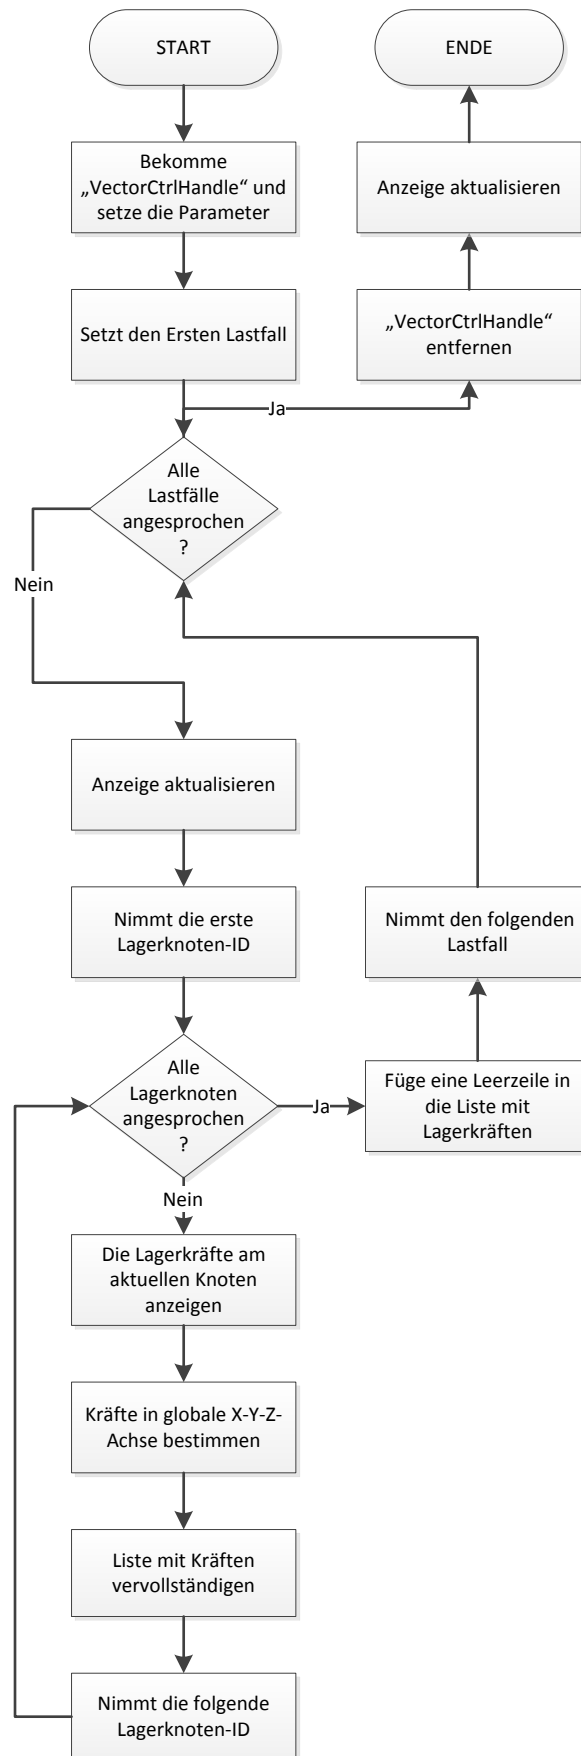 START
ENDE
Bekomme
„VectorCtrlHandle“ und
setze die Parameter
Anzeige aktualisieren
Setzt den Ersten Lastfall
„VectorCtrlHandle“
entfernen
Ja
Alle
Lastfälle
angesprochen
?
Nein
Anzeige aktualisieren
Nimmt die erste
Lagerknoten-ID
Nimmt den folgenden
Lastfall
Alle
Lagerknoten
angesprochen
?
Ja
Füge eine Leerzeile in
die Liste mit
Lagerkräften
Nein
Die Lagerkräfte am
aktuellen Knoten
anzeigen
Kräfte in globale X-Y-Z-
Achse bestimmen
Liste mit Kräften
vervollständigen
Nimmt die folgende
Lagerknoten-ID